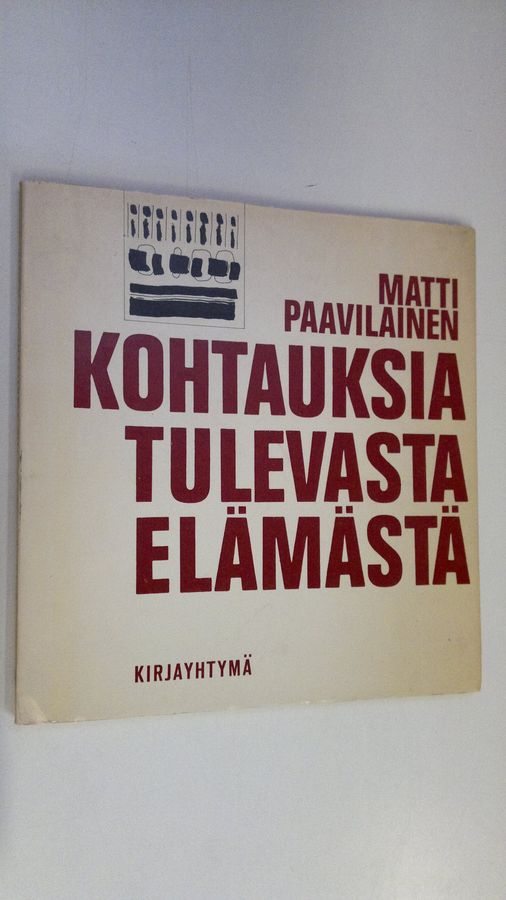 MATTI
PAAVILAINEN
KOHTAUKSIA
TULEVASTA
ELÄMÄSTÄ
KIRJAYHTYMÄ